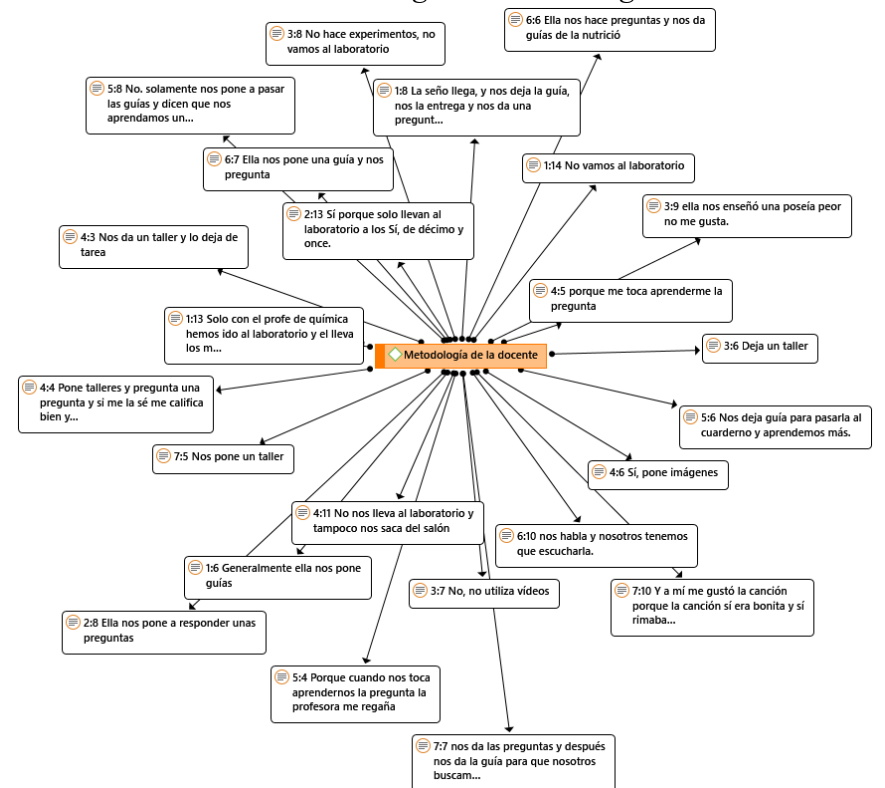 3:8 No hace experimentos, no
vamos al laboratorio
6:6 Ella nos hace preguntas y nos da
guías de la nutrició
5:8 No. solamente nos pone a pasar
las guías y dicen que nos
aprendamos un...
1:8 La seño llega, y nos deja la guía,
nos la entrega y nos da una
pregunt...
6:7 Ella nos pone una guía y nos
pregunta
1:14 No vamos al laboratorio
2:13 Sí porque solo llevan al
laboratorio a los Sí, de décimo y
once.
3:9 ella nos enseñó una poseía peor
no me gusta.
4:3 Nos da un taller y lo deja de
tarea
4:5 porque me toca aprenderme la
pregunta
1:13 Solo con el profe de química
hemos ido al laboratorio y el lleva
los m...
Metodología de la docente
3:6 Deja un taller
4:4 Pone talleres y pregunta una
pregunta y si me la sé me califica
bien y...
5:6 Nos deja guía para pasarla al
cuarderno y aprendemos más.
7:5 Nos pone un taller
4:6 Sí, pone imágenes
4:11 No nos lleva al laboratorio y
tampoco nos saca del salón
6:10 nos habla y nosotros tenemos
que escucharla.
1:6 Generalmente ella nos pone
guías
3:7 No, no utiliza vídeos
7:10 Y a mí me gustó la canción
porque la canción sí era bonita y sí
rimaba...
2:8 Ella nos pone a responder unas
preguntas
5:4 Porque cuando nos toca
aprendernos la pregunta la
profesora me regaña
7:7 nos da las preguntas y después
nos da la guía para que nosotros
buscam...